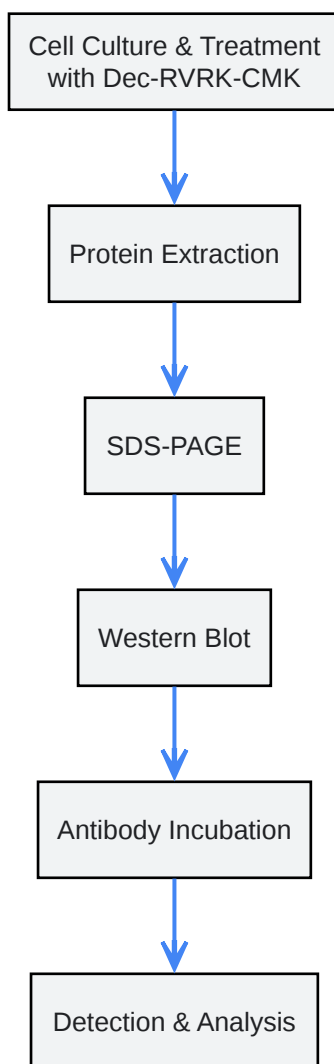 Cell Culture & Treatment
with Dec-RVRK-CMK
Protein Extraction
SDS-PAGE
Western Blot
Antibody Incubation
Detection & Analysis